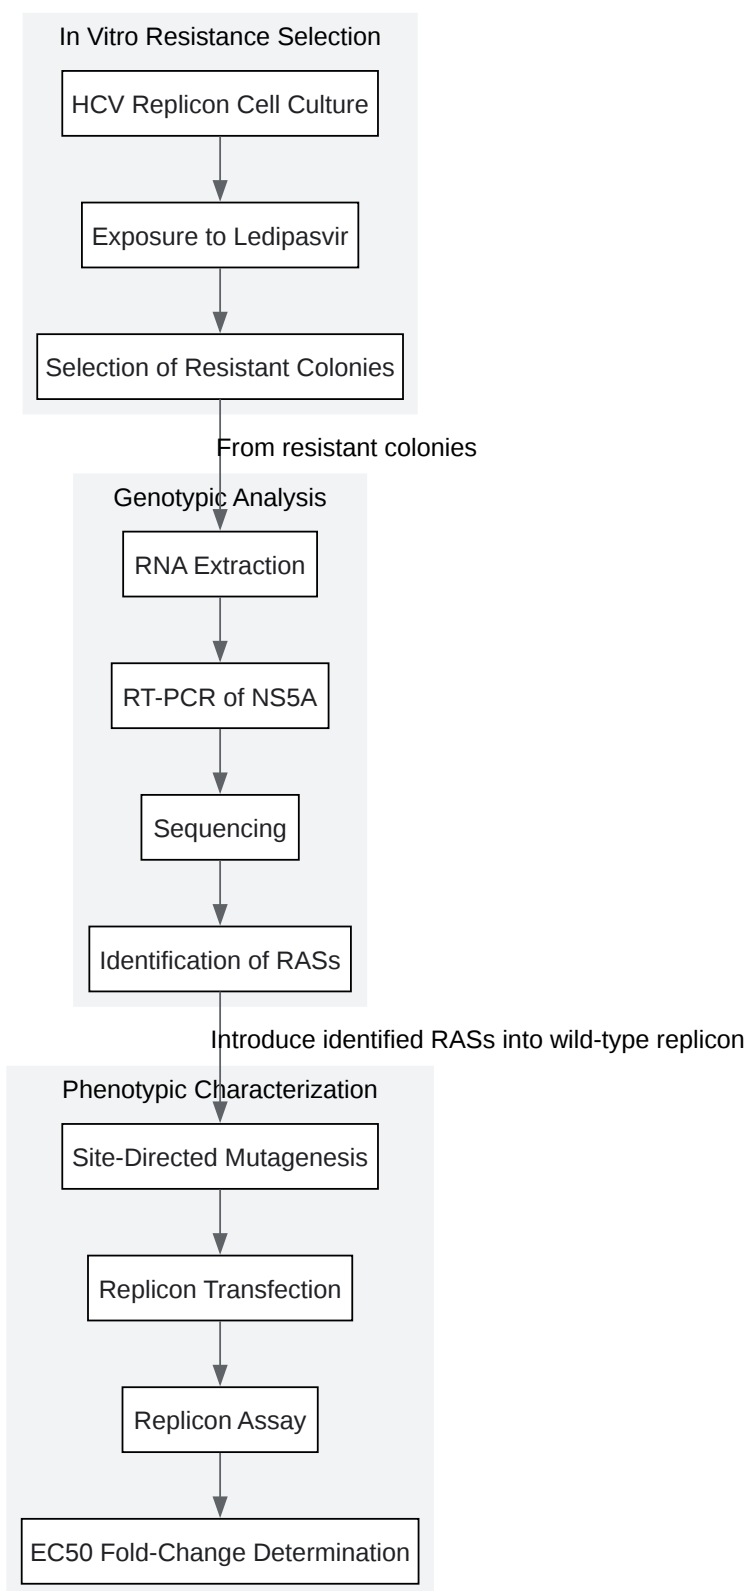 In Vitro Resistance Selection
HCV Replicon Cell Culture
Exposure to Ledipasvir
Selection of Resistant Colonies
From resistant colonies
Genotypic Analysis
RNA Extraction
RT-PCR of NS5A
Sequencing
Identification of RASs
Introduce identified RASs into wild-type replicon
Phenotypic Characterization
Site-Directed Mutagenesis
Replicon Transfection
Replicon Assay
EC50 Fold-Change Determination